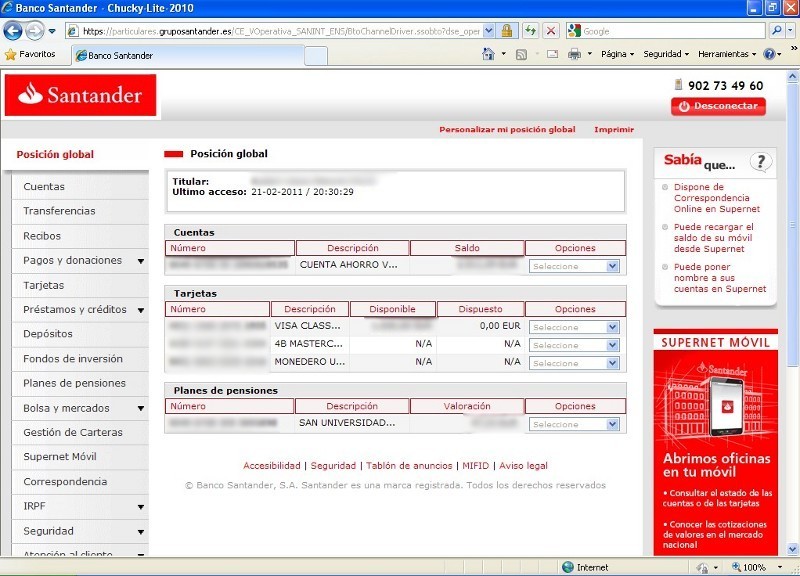 Banco Santander - Chucky-Lite-2010
https://particulares.gruposantander.es/CE_VOperativa_SANINT_ENS/BtoChannelDriver.ssobto?dse_oper
Google
Favoritos
Banco Santander
Página
Seguridad
Herramientas
Santander
902 73 49 60
Desconectar
Personalizar mi posición global
Imprimir
Posición global
Cuentas
Transferencias
Recibos
Pagos y donaciones
Tarjetas
Préstamos y créditos
Depósitos
Fondos de inversión
Planes de pensiones
Bolsa y mercados
Gestión de Carteras
Supernet Móvil
Correspondencia
IRPF
Seguridad
Atención al cliente
Posición global
Titular:
Ultimo acceso: 21-02-2011 / 20:30:29
Cuentas
Número Descripción Saldo Opciones
CUENTA AHORRO V... Seleccione
Tarjetas
Número Descripción Disponible Dispuesto Opciones
VISA CLASS... 0,00 EUR Seleccione
4B MASTERC... N/A N/A Seleccione
MONEDERO U... N/A N/A Seleccione
Planes de pensiones
Número Descripción Valoración Opciones
SAN UNIVERSIDAD... Seleccione
Accesibilidad | Seguridad | Tablón de anuncios | MIFID | Aviso legal
© Banco Santander, S.A. Santander es una marca registrada. Todos los derechos reservados
Sabía que... ?
Dispone de
Correspondencia
Online en Supernet
Puede recargar el
saldo de su móvil
desde Supernet
Puede poner
nombre a sus
cuentas en Supernet
SUPERNET MÓVIL
Santander
Abrimos oficinas
en tu móvil
• Consultar el estado de las
cuentas o de las tarjetas
• Conocer las cotizaciones
de valores en el mercado
nacional
Internet
100%